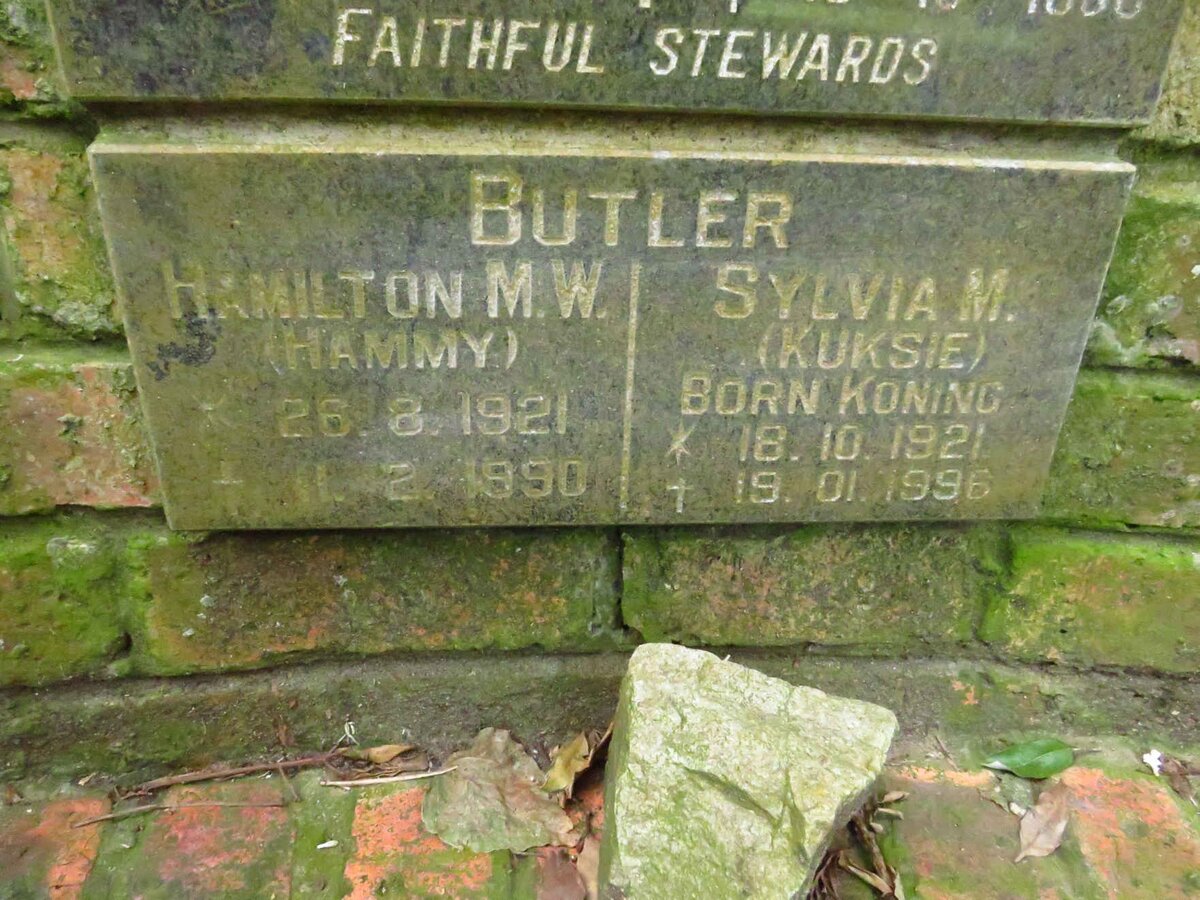 FAITHFUL STEWARDS
BUTLER
HAMILTON M.W.
(HAMMY)
* 26. 8. 1921
+ 11. 2. 1990
SYLVIA M.
(KUKSIE)
BORN KONING
* 18. 10. 1921
† 19. 01. 1996